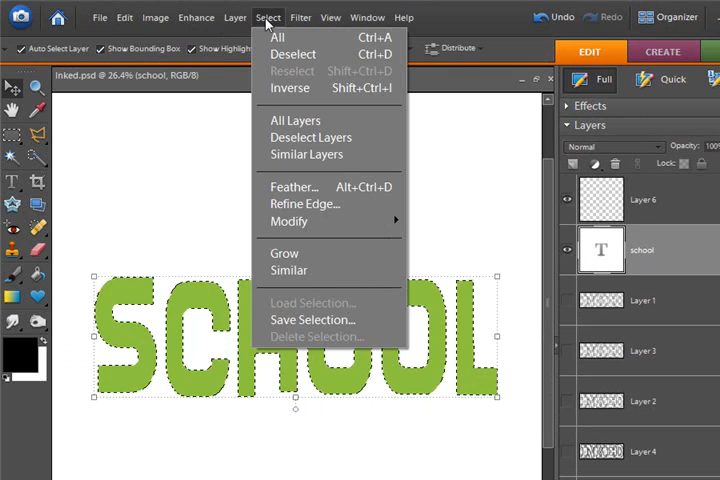 File Edit Image Enhance Layer Select Filter View Window Help Undo Redo Organizer
Auto Select Layer Show Bounding Box Show Highlight Distribute EDIT CREATE
Inked.psd @ 26.4% (school, RGB/8) Full Quick
All Ctrl+A
Deselect Ctrl+D
Reselect Shift+Ctrl+D
Inverse Shift+Ctrl+I
All Layers
Deselect Layers
Similar Layers
Feather... Alt+Ctrl+D
Refine Edge...
Modify
Grow
Similar
Load Selection...
Save Selection...
Delete Selection...
Effects
Layers
Normal Opacity: 100%
Lock:
Layer 6
T school
Layer 1
Layer 3
Layer 2
Layer 4
SCHOOL